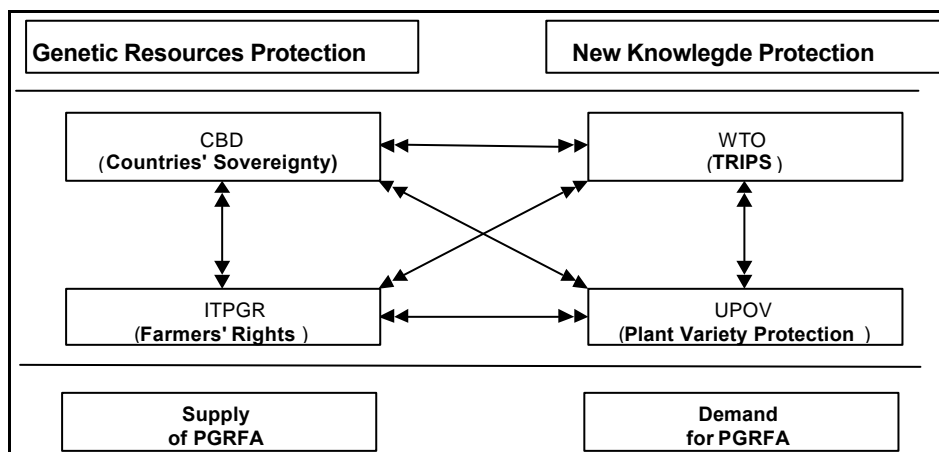 Genetic Resources Protection
New Knowlegde Protection
CBD
(Countries' Sovereignty)
WTO
(TRIPS )
ITPGR
(Farmers' Rights )
UPOV
(Plant Variety Protection )
Supply
of PGRFA
Demand
for PGRFA